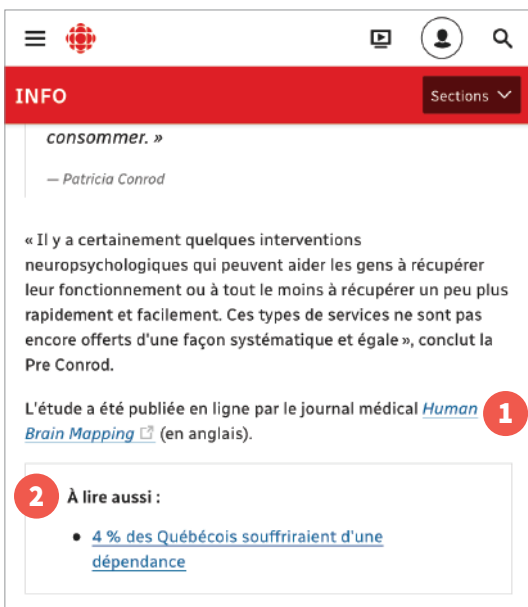 INFO
Sections
consommer. »
— Patricia Conrod
« Il y a certainement quelques interventions
neuropsychologiques qui peuvent aider les gens à récupérer
leur fonctionnement ou à tout le moins à récupérer un peu plus
rapidement et facilement. Ces types de services ne sont pas
encore offerts d'une façon systématique et égale », conclut la
Pre Conrod.
L'étude a été publiée en ligne par le journal médical Human 1
Brain Mapping (en anglais).
2 À lire aussi :
• 4 % des Québécois souffriraient d'une
dépendance